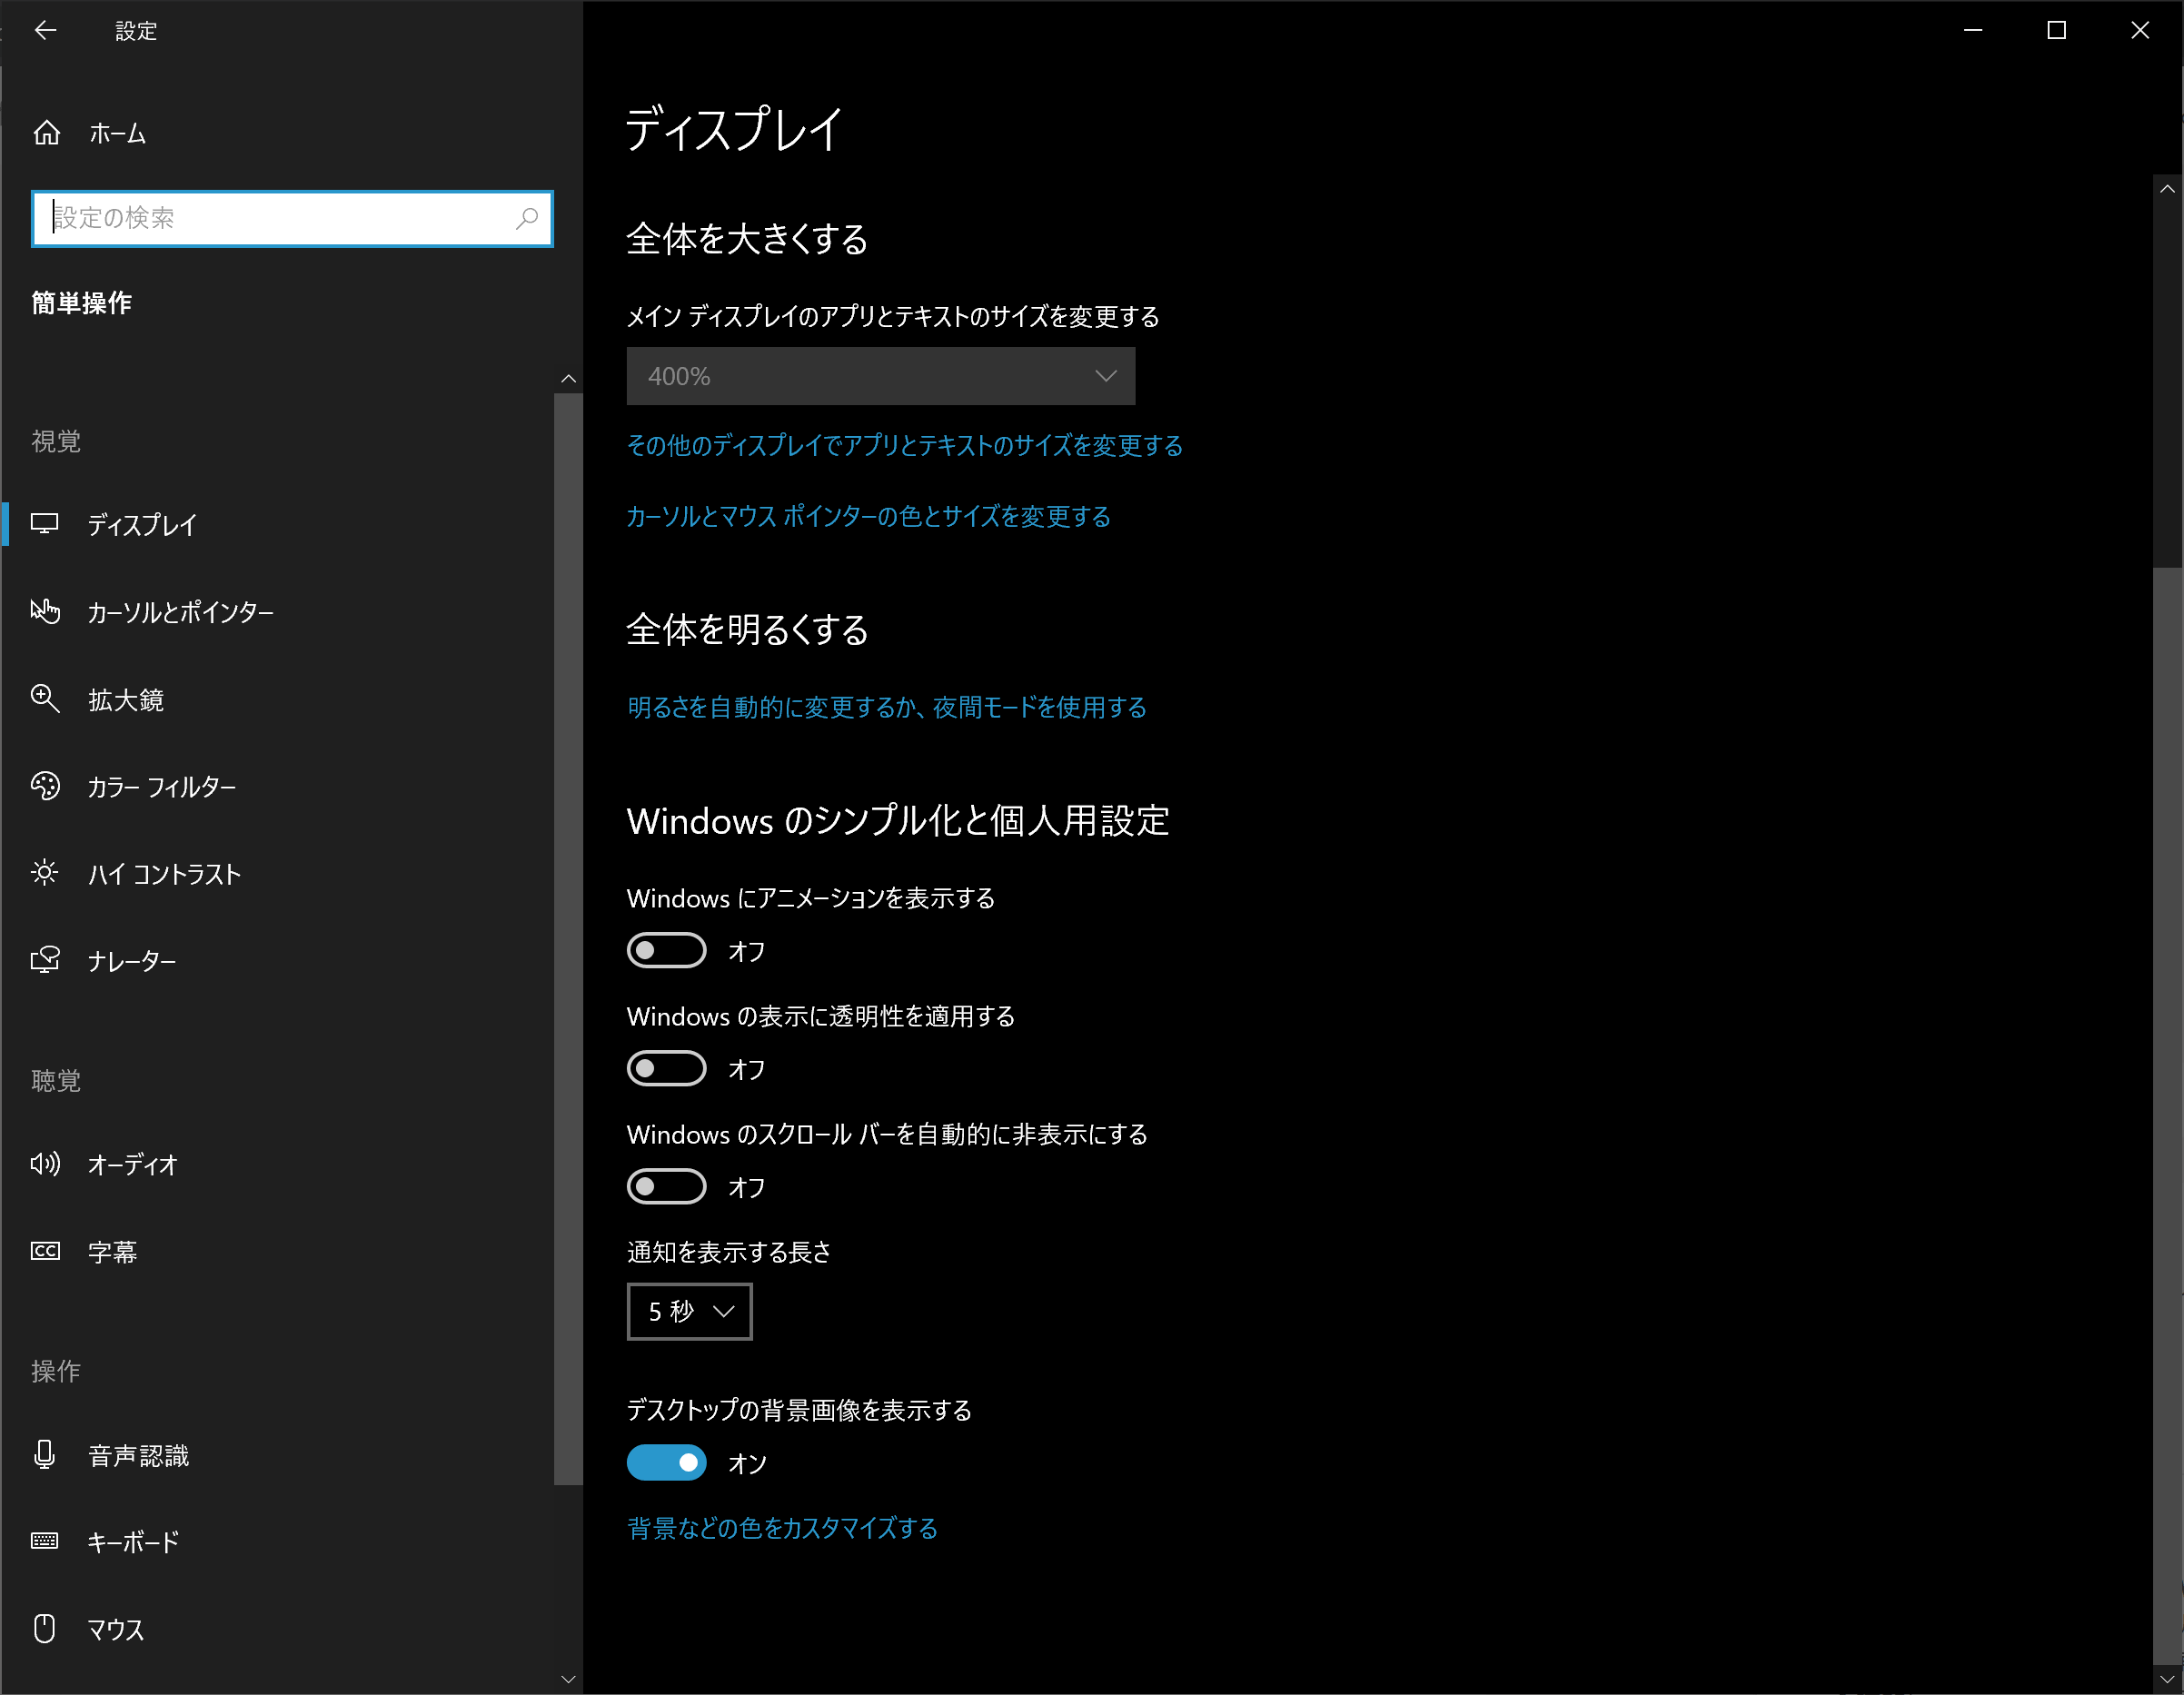 設定
ホーム
設定の検索
簡単操作
視覚
ディスプレイ
カーソルとポインター
拡大鏡
カラー フィルター
ハイ コントラスト
ナレーター
聴覚
オーディオ
CC 字幕
操作
音声認識
キーボード
マウス
ディスプレイ
全体を大きくする
メイン ディスプレイのアプリとテキストのサイズを変更する
400%
その他のディスプレイでアプリとテキストのサイズを変更する
カーソルとマウス ポインターの色とサイズを変更する
全体を明るくする
明るさを自動的に変更するか、夜間モードを使用する
Windows のシンプル化と個人用設定
Windows にアニメーションを表示する
オフ
Windows の表示に透明性を適用する
オフ
Windows のスクロール バーを自動的に非表示にする
オフ
通知を表示する長さ
5 秒
デスクトップの背景画像を表示する
オン
背景などの色をカスタマイズする